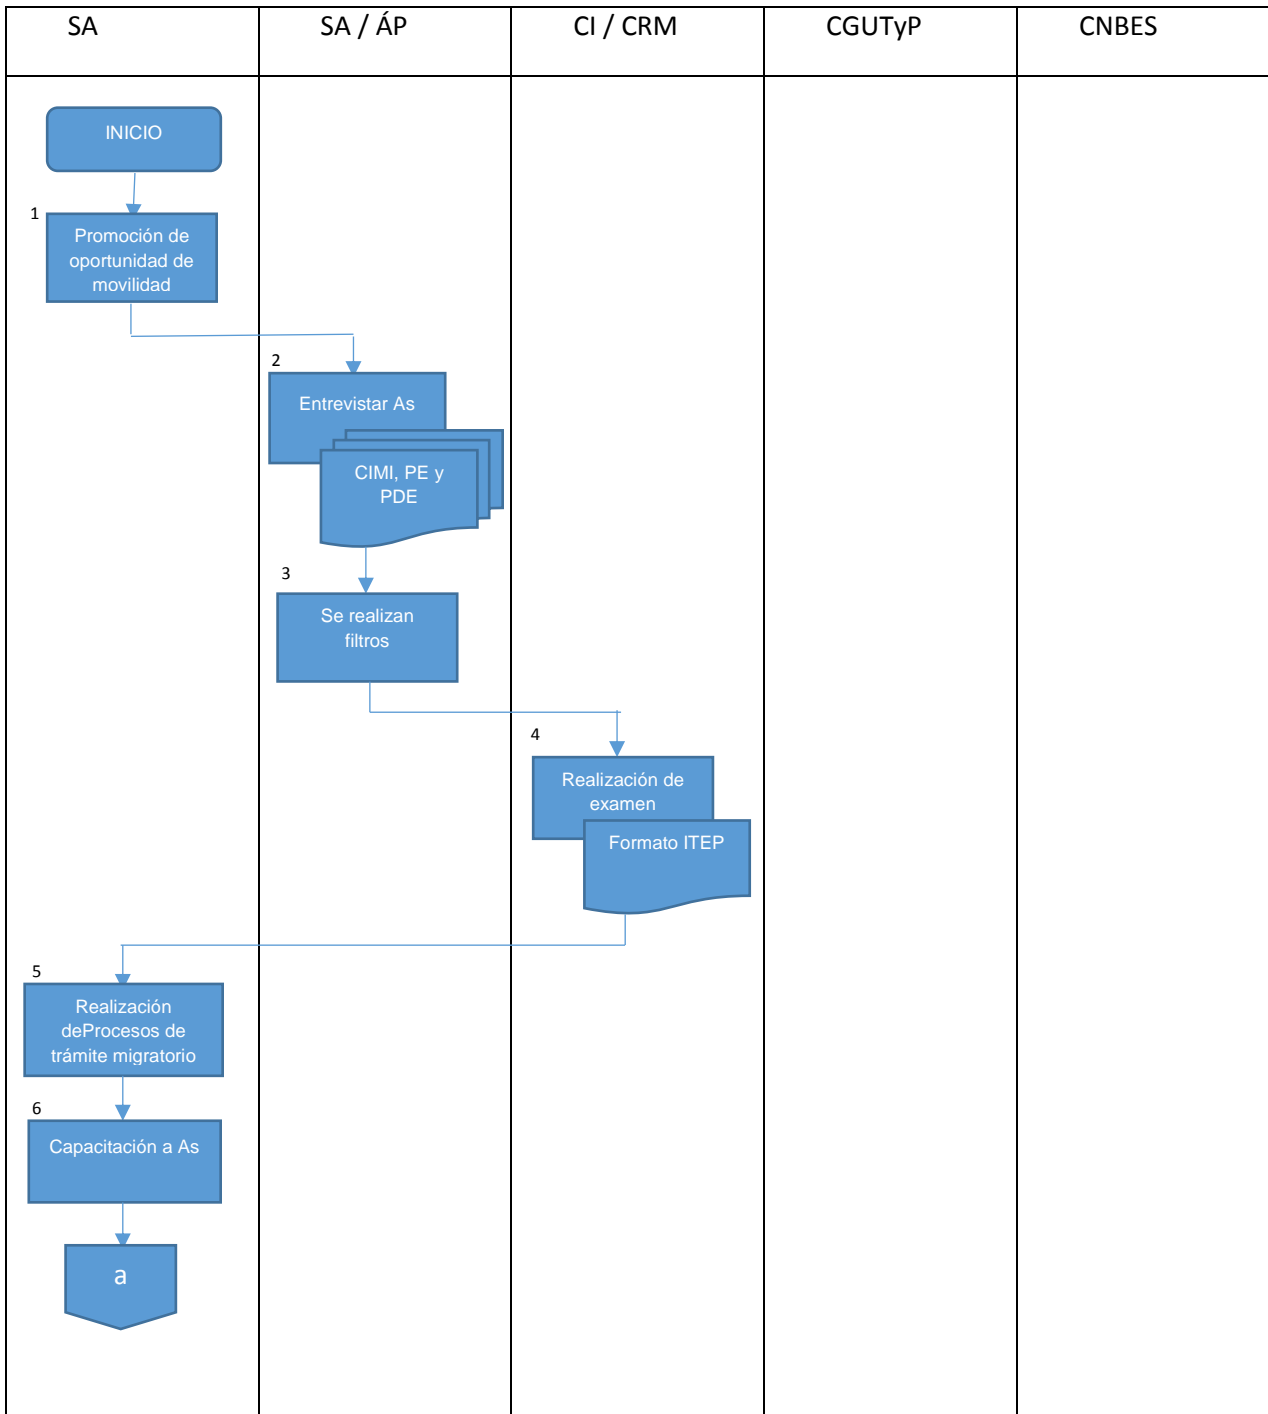 SA
SA / ÁP
CI / CRM
CGUTyP
CNBES
INICIO
1
Promoción de
oportunidad de
movilidad
2
Entrevistar As
CIMI, PE y
PDE
3
Se realizan
filtros
4
Realización de
examen
Formato ITEP
5
Realización
deProcesos de
trámite migratorio
6
Capacitación a As
a